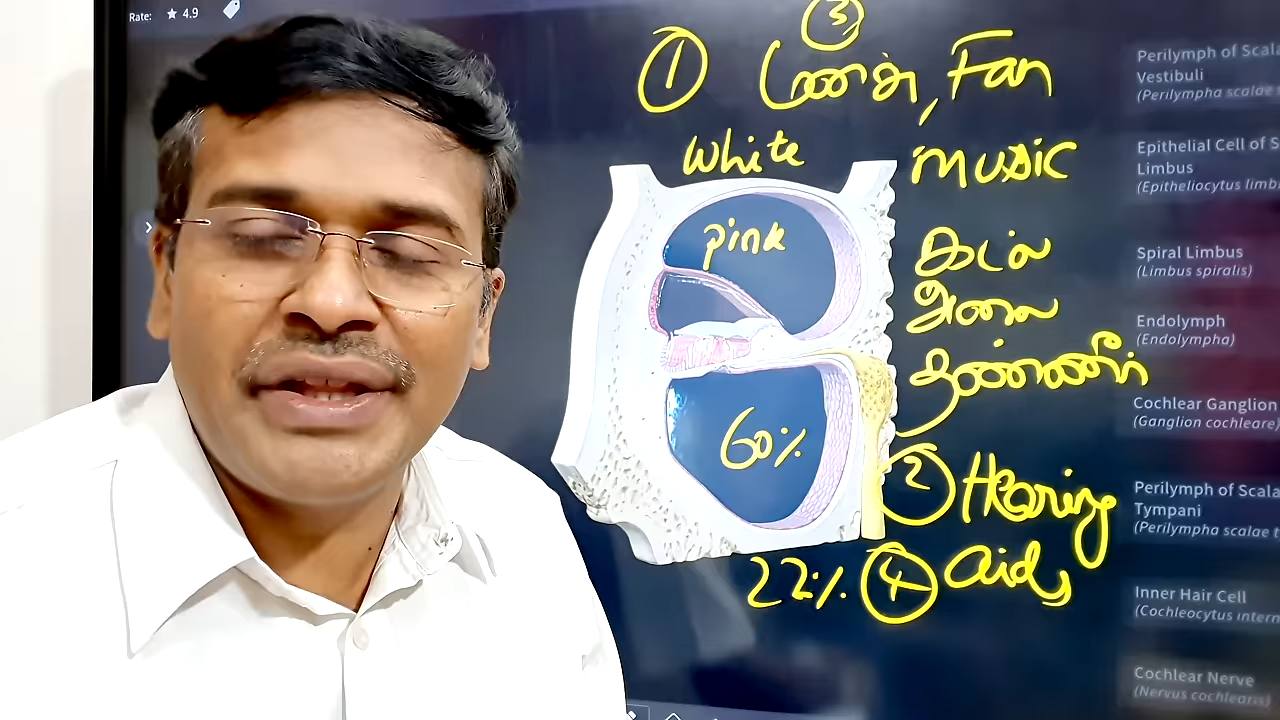 Rate: ★ 4.9
3
1 மனசு, Fan
white music
pink
கடல்
அலை
தண்ணீர்
60%
2 Hearing
22% 4 aid,
Perilymph of Scala
Vestibuli
(Perilympha scalae
Epithelial Cell of S
Limbus
(Epitheliocytus limb
Spiral Limbus
(Limbus spiralis)
Endolymph
(Endolympha)
Cochlear Ganglion
(Ganglion cochleare)
Perilymph of Scala
Tympani
(Perilympha scalae t
Inner Hair Cell
(Cochleocytus intern
Cochlear Nerve
(Nervus cochlearis)